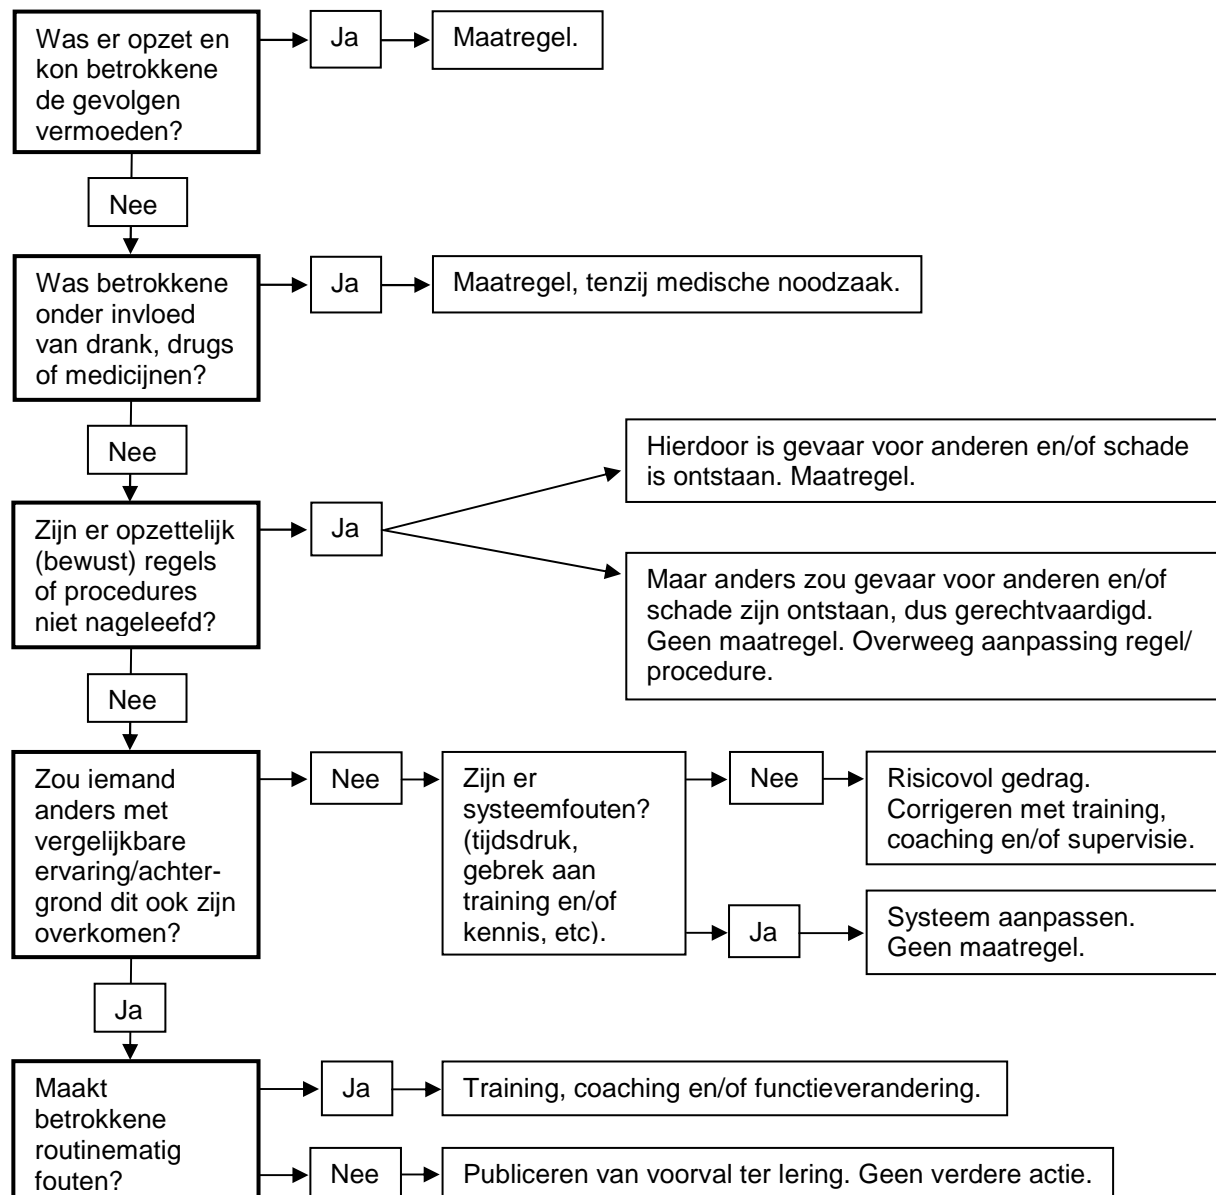 Was er opzet en
kon betrokkene
de gevolgen
vermoeden?
Ja
Maatregel.
Nee
Was betrokkene
onder invloed
van drank, drugs
of medicijnen?
Ja
Maatregel, tenzij medische noodzaak.
Nee
Zijn er opzettelijk
(bewust) regels
of procedures
niet nageleefd?
Ja
Hierdoor is gevaar voor anderen en/of schade
is ontstaan. Maatregel.
Maar anders zou gevaar voor anderen en/of
schade zijn ontstaan, dus gerechtvaardigd.
Geen maatregel. Overweeg aanpassing regel/
procedure.
Nee
Zou iemand
anders met
vergelijkbare
ervaring/achter-
grond dit ook zijn
overkomen?
Nee
Zijn er
systeemfouten?
(tijdsdruk,
gebrek aan
training en/of
kennis, etc).
Nee
Risicovol gedrag.
Corrigeren met training,
coaching en/of supervisie.
Ja
Systeem aanpassen.
Geen maatregel.
Ja
Maakt
betrokkene
routinematig
fouten?
Ja
Training, coaching en/of functieverandering.
Nee
Publiceren van voorval ter lering. Geen verdere actie.